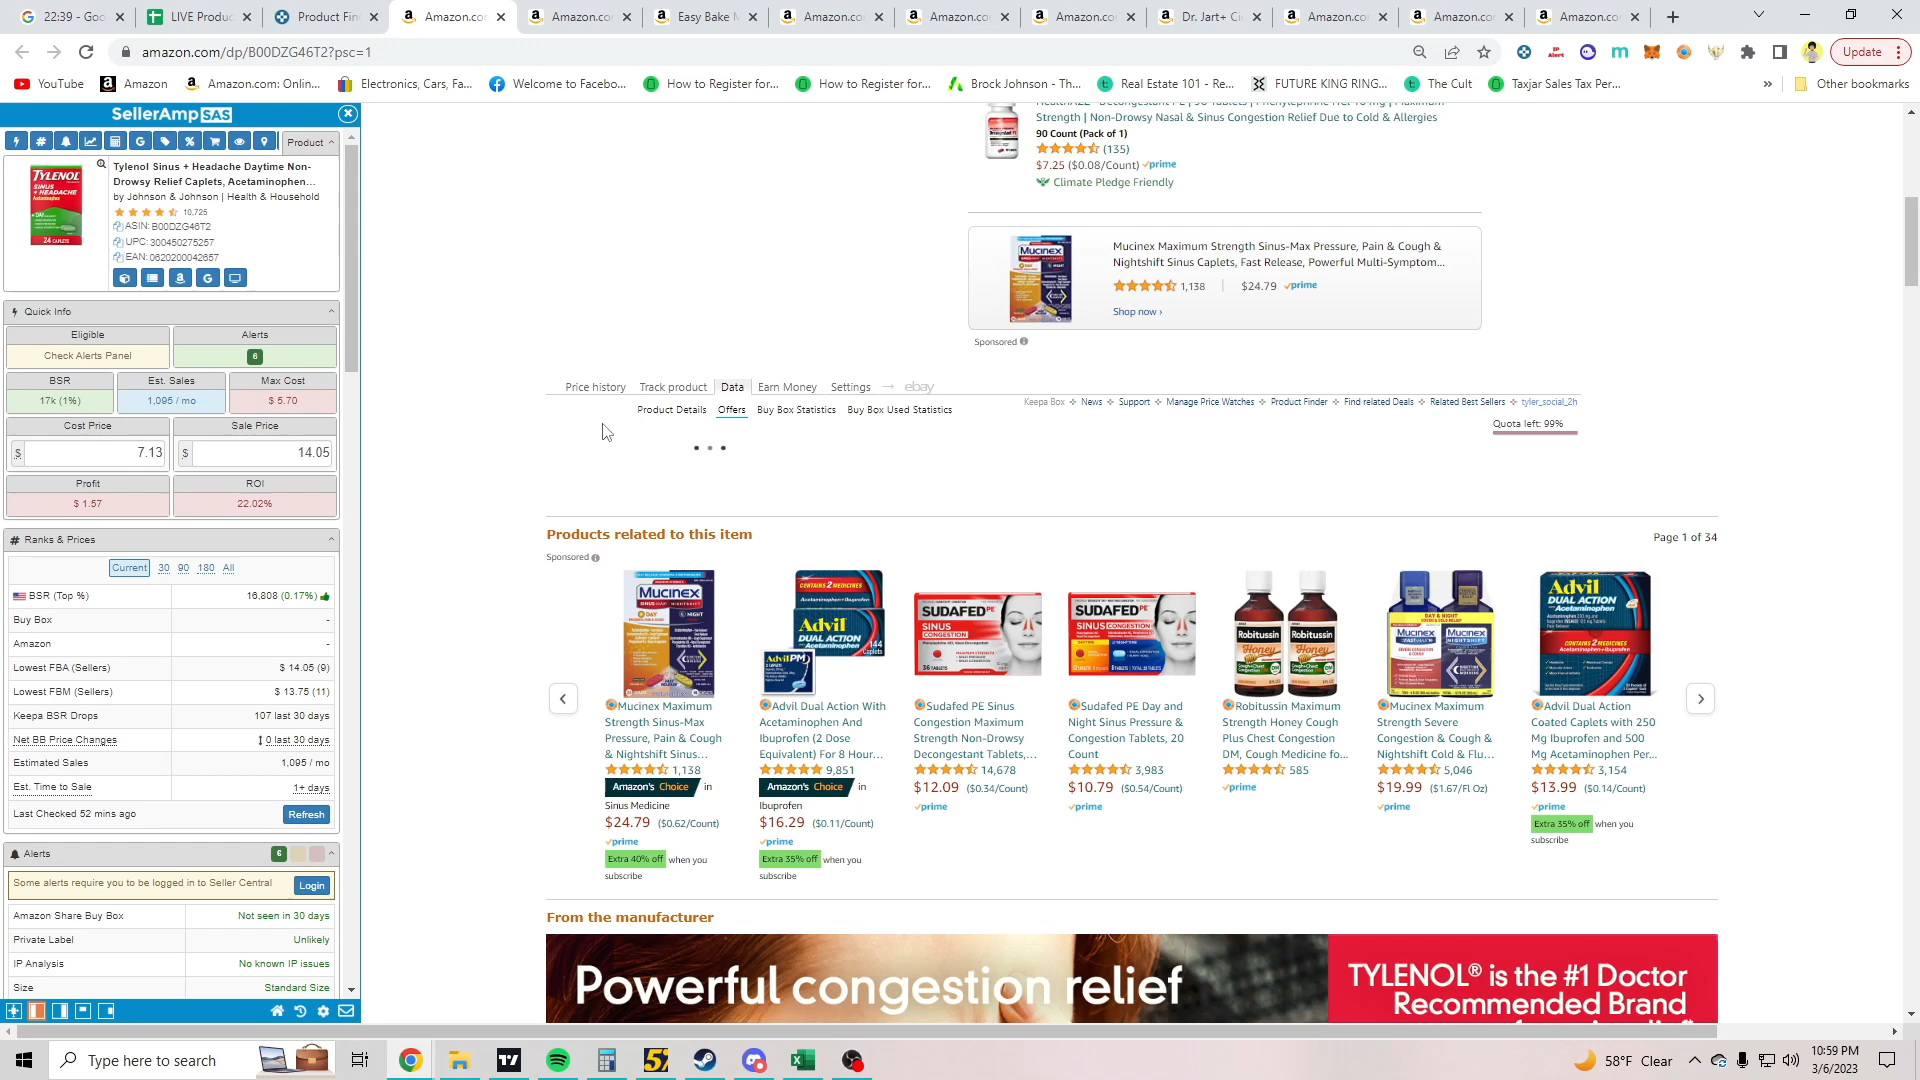 22:39 - Goo
LIVE Produc
Product Fin
Amazon.co
Amazon.co
Easy Bake
Amazon.co
Amazon.co
Amazon.co
Dr. Jart+ Ci
Amazon.co
Amazon.co
Amazon.co
amazon.com/dp/B00DZG46T2?psc=1
Update
YouTube
Amazon
Amazon.com: Onlin...
Electronics, Cars, Fa...
Welcome to Facebo...
How to Register for...
How to Register for...
Brock Johnson - Th...
Real Estate 101 - Re...
FUTURE KING RING...
The Cult
Taxjar Sales Tax Per...
Other bookmarks
SellerAmp SAS
Product
Tylenol Sinus + Headache Daytime Non-
Drowsy Relief Caplets, Acetaminophen...
by Johnson & Johnson | Health & Household
10,725
ASIN: B00DZG46T2
UPC: 300450275257
EAN: 0620200042657
TYLENOL
SINUS
+ HEADACHE
DAY
24 CAPLETS
Quick Info
Eligible
Alerts
Check Alerts Panel
6
BSR
Est. Sales
Max Cost
17k (1%)
1,095 / mo
$ 5.70
Cost Price
Sale Price
$ 7.13
$ 14.05
Profit
ROI
$ 1.57
22.02%
Ranks & Prices
Current 30 90 180 All
BSR (Top %) 16,808 (0.17%)
Buy Box -
Amazon -
Lowest FBA (Sellers) $ 14.05 (9)
Lowest FBM (Sellers) $ 13.75 (11)
Keepa BSR Drops 107 last 30 days
Net BB Price Changes 0 last 30 days
Estimated Sales 1,095 / mo
Est. Time to Sale 1+ days
Last Checked 52 mins ago Refresh
Alerts 6
Some alerts require you to be logged in to Seller Central Login
Amazon Share Buy Box Not seen in 30 days
Private Label Unlikely
IP Analysis No known IP issues
Size Standard Size
Strength | Non-Drowsy Nasal & Sinus Congestion Relief Due to Cold & Allergies
90 Count (Pack of 1)
(135)
$7.25 ($0.08/Count) prime
Climate Pledge Friendly
Mucinex Maximum Strength Sinus-Max Pressure, Pain & Cough &
Nightshift Sinus Caplets, Fast Release, Powerful Multi-Symptom...
1,138 | $24.79 prime
Shop now ›
Sponsored
Price history Track product Data Earn Money Settings → ebay
Product Details Offers Buy Box Statistics Buy Box Used Statistics
Keepa Box News Support Manage Price Watches Product Finder Find related Deals Related Best Sellers tyler_social_2h
Quota left: 99%
Products related to this item
Page 1 of 34
Sponsored
Mucinex Maximum
Strength Sinus-Max
Pressure, Pain & Cough
& Nightshift Sinus...
1,138
Amazon's Choice in
Sinus Medicine
$24.79 ($0.62/Count)
prime
Extra 40% off when you
subscribe
Advil Dual Action With
Acetaminophen And
Ibuprofen (2 Dose
Equivalent) For 8 Hour...
9,851
Amazon's Choice in
Ibuprofen
$16.29 ($0.11/Count)
prime
Extra 35% off when you
subscribe
Sudafed PE Sinus
Congestion Maximum
Strength Non-Drowsy
Decongestant Tablets,...
14,678
$12.09 ($0.34/Count)
prime
Sudafed PE Day and
Night Sinus Pressure &
Congestion Tablets, 20
Count
3,983
$10.79 ($0.54/Count)
prime
Robitussin Maximum
Strength Honey Cough
Plus Chest Congestion
DM, Cough Medicine fo...
585
prime
Mucinex Maximum
Strength Severe
Congestion & Cough &
Nightshift Cold & Flu...
5,046
$19.99 ($1.67/Fl Oz)
prime
Advil Dual Action
Coated Caplets with 250
Mg Ibuprofen and 500
Mg Acetaminophen Per...
3,154
$13.99 ($0.14/Count)
prime
Extra 35% off when you
subscribe
From the manufacturer
Powerful congestion relief
TYLENOL® is the #1 Doctor
Recommended Brand
Type here to search
58°F Clear
10:59 PM
3/6/2023